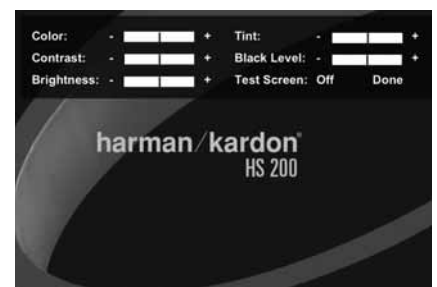 Color: - + Tint: - +
Contrast: - + Black Level: - +
Brightness: - + Test Screen: Off Done
harman/kardon®
HS 200